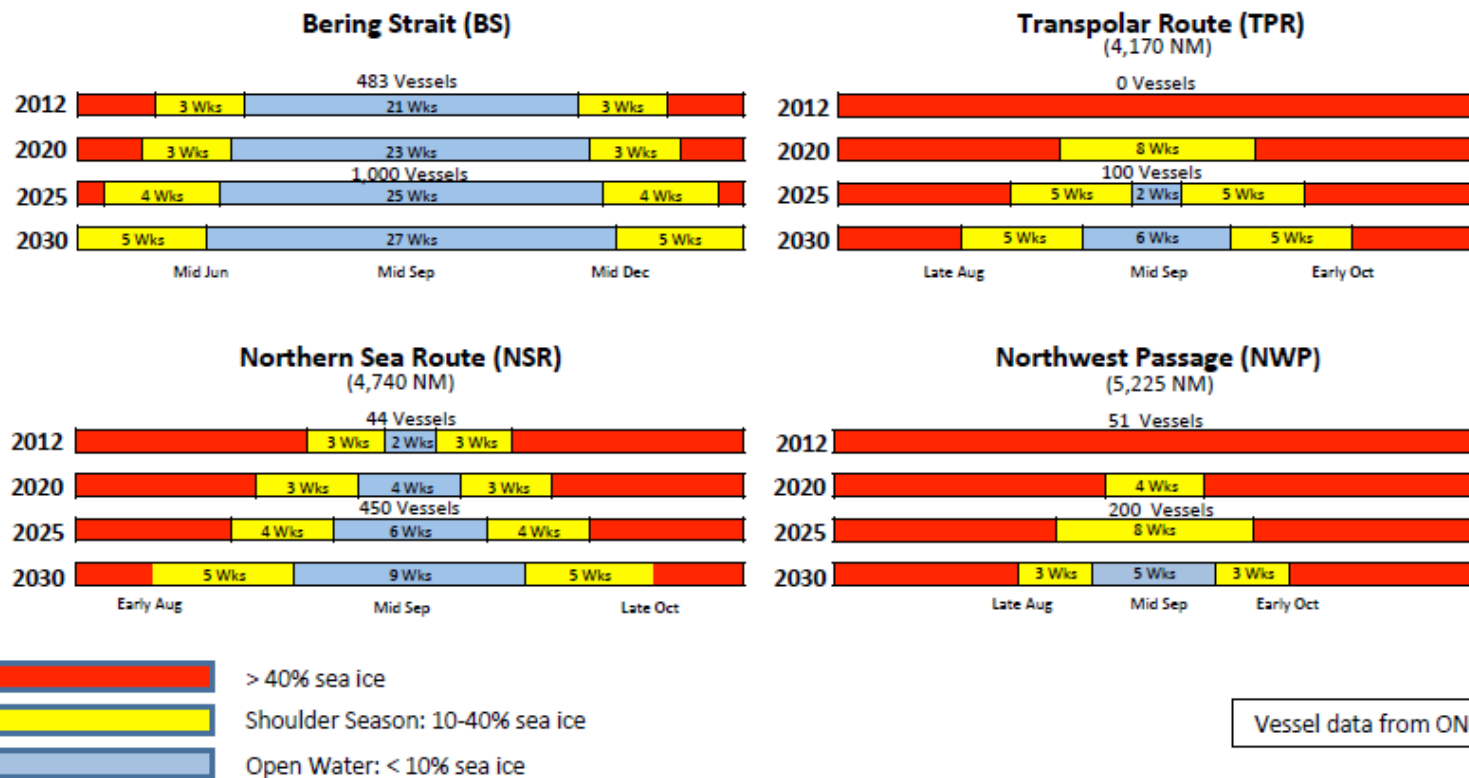 Bering Strait (BS)
483 Vessels
2012 3 Wks 21 Wks 3 Wks
2020 3 Wks 23 Wks 3 Wks
1,000 Vessels
2025 4 Wks 25 Wks 4 Wks
2030 5 Wks 27 Wks 5 Wks
Mid Jun Mid Sep Mid Dec
Transpolar Route (TPR)
(4,170 NM)
0 Vessels
2012
2020 8 Wks
100 Vessels
2025 5 Wks 2 Wks 5 Wks
2030 5 Wks 6 Wks 5 Wks
Late Aug Mid Sep Early Oct
Northern Sea Route (NSR)
(4,740 NM)
44 Vessels
2012 3 Wks 2 Wks 3 Wks
2020 3 Wks 4 Wks 3 Wks
450 Vessels
2025 4 Wks 6 Wks 4 Wks
2030 5 Wks 9 Wks 5 Wks
Early Aug Mid Sep Late Oct
Northwest Passage (NWP)
(5,225 NM)
51 Vessels
2012
2020 4 Wks
200 Vessels
2025 8 Wks
2030 3 Wks 5 Wks 3 Wks
Late Aug Mid Sep Early Oct
> 40% sea ice
Shoulder Season: 10-40% sea ice
Open Water: < 10% sea ice
Vessel data from ON